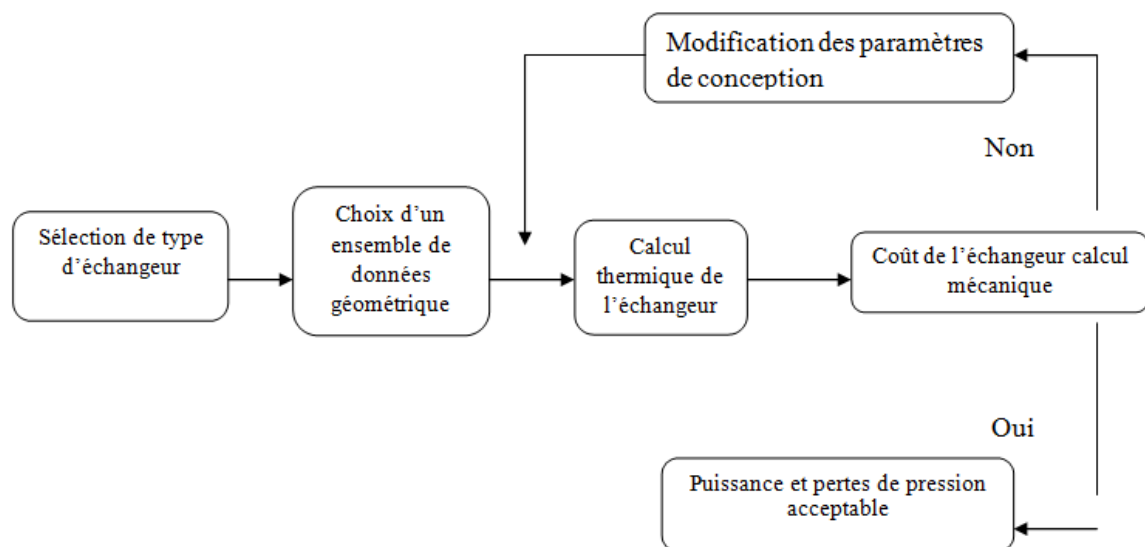 Modification des paramètres
de conception
Non
Sélection de type
d'échangeur
Choix d'un
ensemble de
données
géométrique
Calcul
thermique de
l'échangeur
Coût de l'échangeur calcul
mécanique
Oui
Puissance et pertes de pression
acceptable